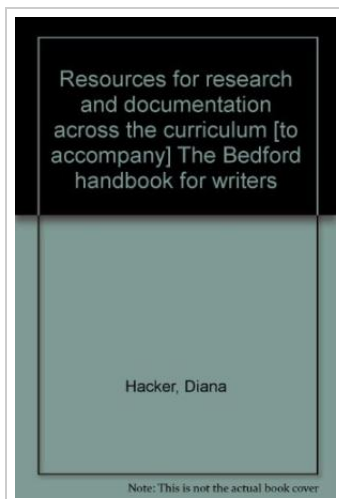 Resources for research
and documentation
across the curriculum [to
accompany] The Bedford
handbook for writers
Hacker, Diana
Note: This is not the actual book cover